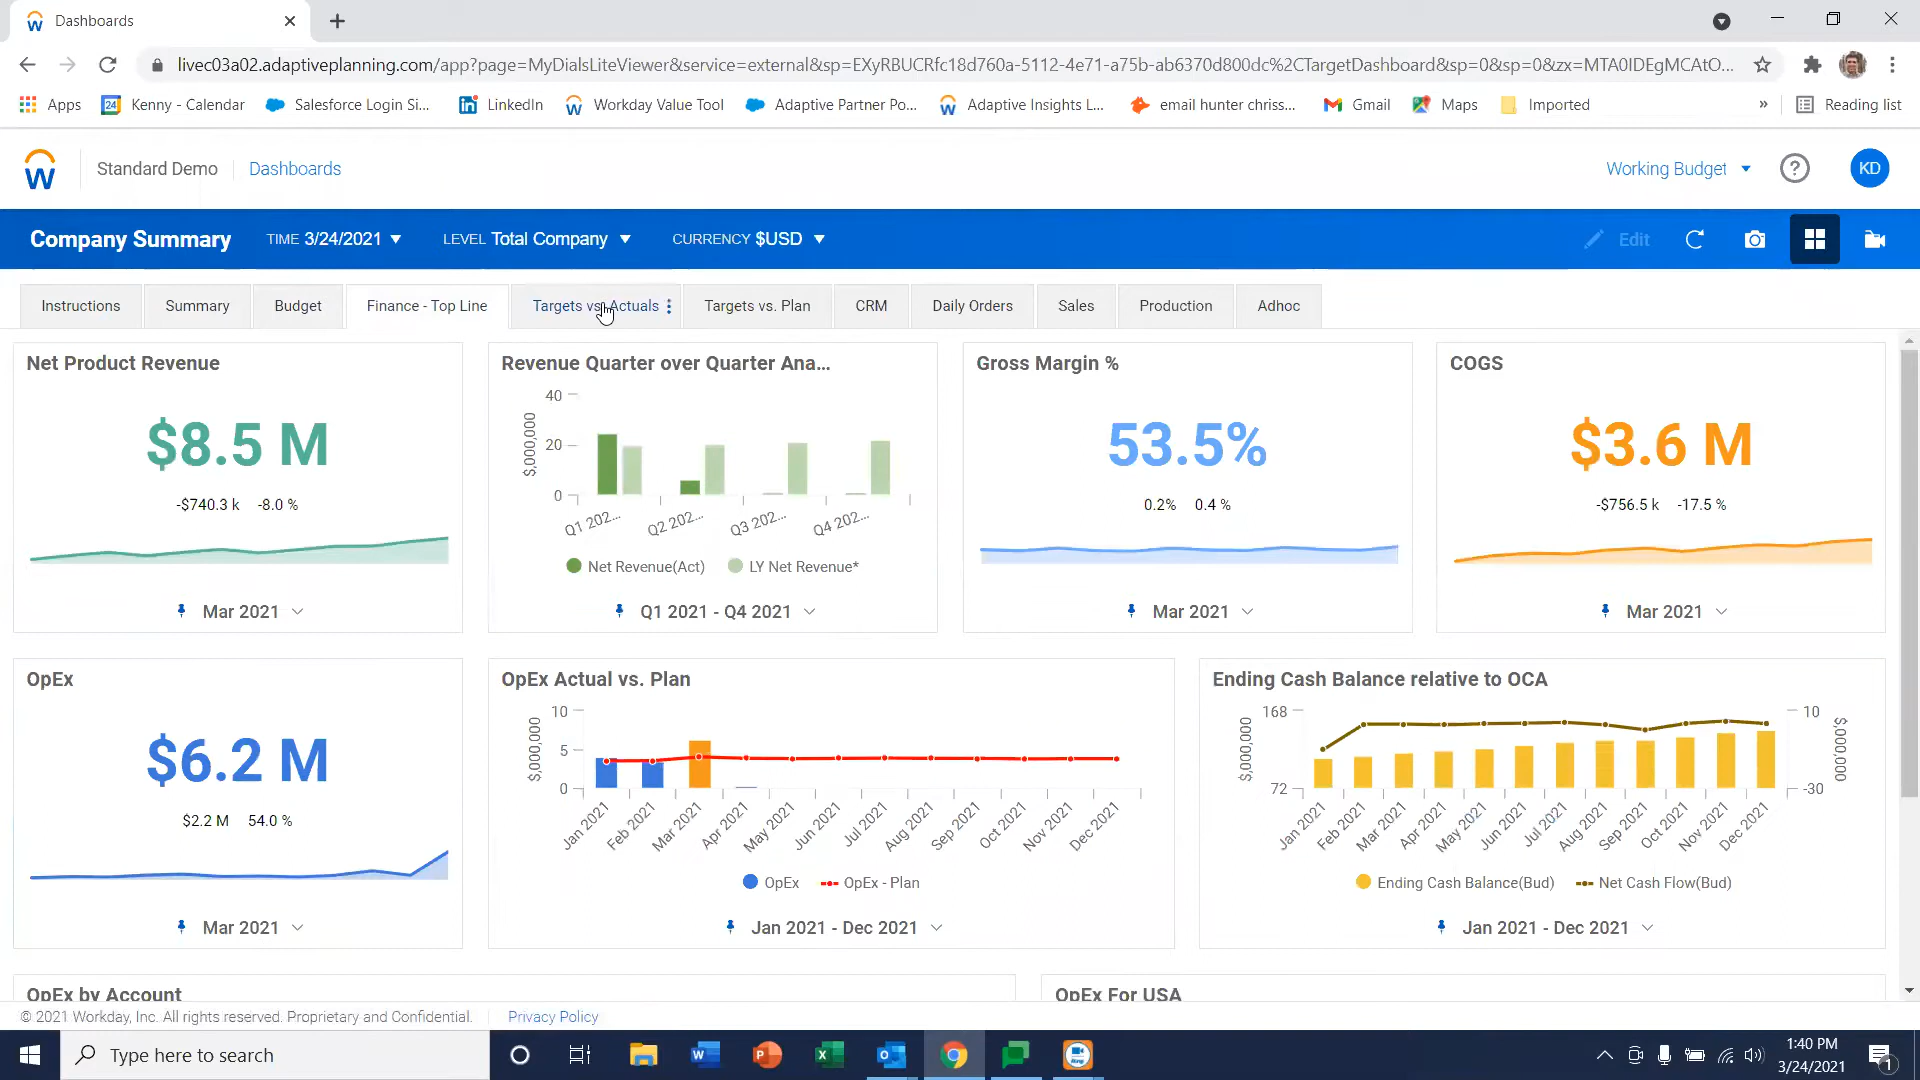 Dashboards
livec03a02.adaptiveplanning.com/app?page=MyDialsLiteViewer&service=external&sp=EXyRBUCRfc18d760a-5112-4e71-a75b-ab6370d800dc%2CTargetDashboard&sp=0&sp=0&zx=MTA0IDEgMCAtO...
Apps
24
Kenny - Calendar
Salesforce Login Si...
LinkedIn
Workday Value Tool
Adaptive Partner Po...
Adaptive Insights L...
email hunter chriss...
Gmail
Maps
Imported
»
Reading list
Standard Demo
Dashboards
Working Budget
KD
Company Summary
TIME 3/24/2021
LEVEL Total Company
CURRENCY $USD
Edit
Instructions
Summary
Budget
Finance - Top Line
Targets vs. Actuals
Targets vs. Plan
CRM
Daily Orders
Sales
Production
Adhoc
Net Product Revenue
$8.5 M
-$740.3 k -8.0 %
Mar 2021
Revenue Quarter over Quarter Ana...
$,000,000
40
20
0
Q1 202...
Q2 202...
Q3 202...
Q4 202...
Net Revenue(Act)
LY Net Revenue*
Q1 2021 - Q4 2021
Gross Margin %
53.5%
0.2% 0.4 %
Mar 2021
COGS
$3.6 M
-$756.5 k -17.5 %
Mar 2021
OpEx
$6.2 M
$2.2 M 54.0 %
Mar 2021
OpEx Actual vs. Plan
$,000,000
10
5
0
Jan 2021
Feb 2021
Mar 2021
Apr 2021
May 2021
Jun 2021
Jul 2021
Aug 2021
Sep 2021
Oct 2021
Nov 2021
Dec 2021
OpEx
OpEx - Plan
Jan 2021 - Dec 2021
Ending Cash Balance relative to OCA
$,000,000
168
72
10
-30
$,000,000
Jan 2021
Feb 2021
Mar 2021
Apr 2021
May 2021
Jun 2021
Jul 2021
Aug 2021
Sep 2021
Oct 2021
Nov 2021
Dec 2021
Ending Cash Balance(Bud)
Net Cash Flow(Bud)
Jan 2021 - Dec 2021
OpEx by Account
OpEx For USA
© 2021 Workday, Inc. All rights reserved. Proprietary and Confidential.
Privacy Policy
Type here to search
1:40 PM
3/24/2021
1